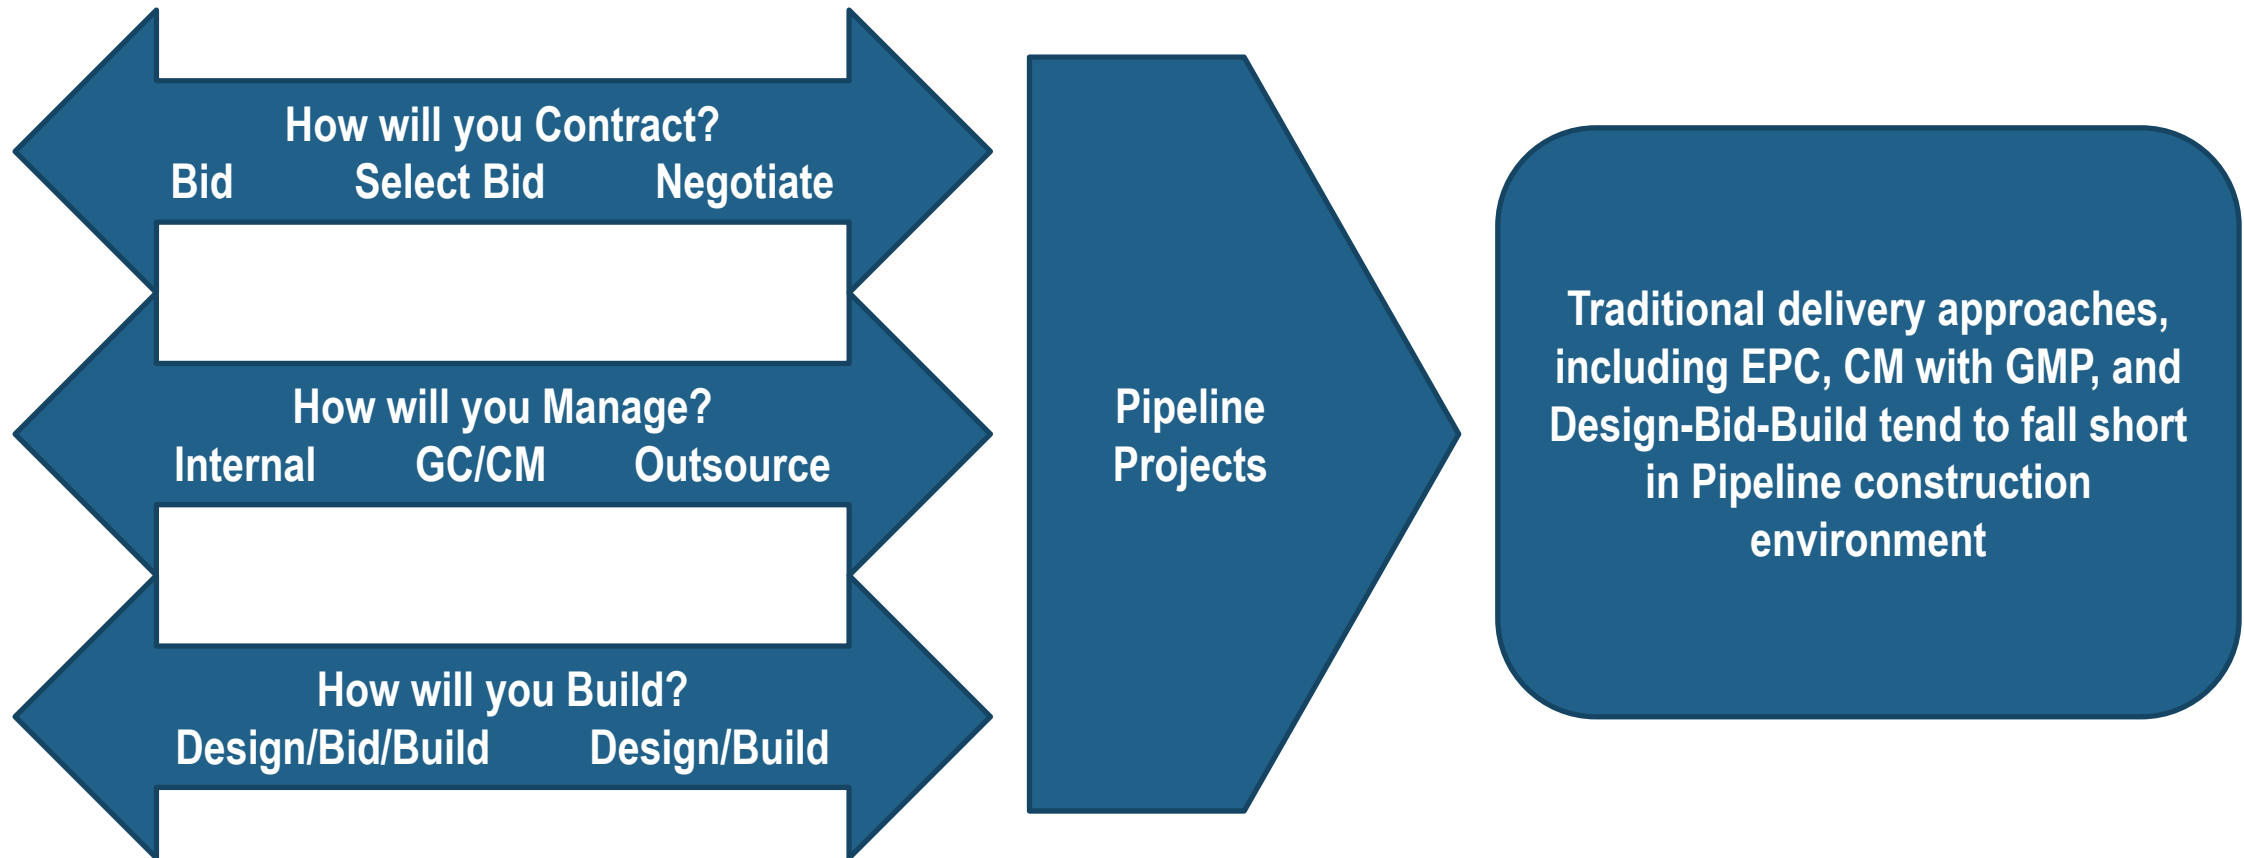 How will you Contract?
Bid Select Bid Negotiate
How will you Manage?
Internal GC/CM Outsource
How will you Build?
Design/Bid/Build Design/Build
Pipeline
Projects
Traditional delivery approaches,
including EPC, CM with GMP, and
Design-Bid-Build tend to fall short
in Pipeline construction
environment